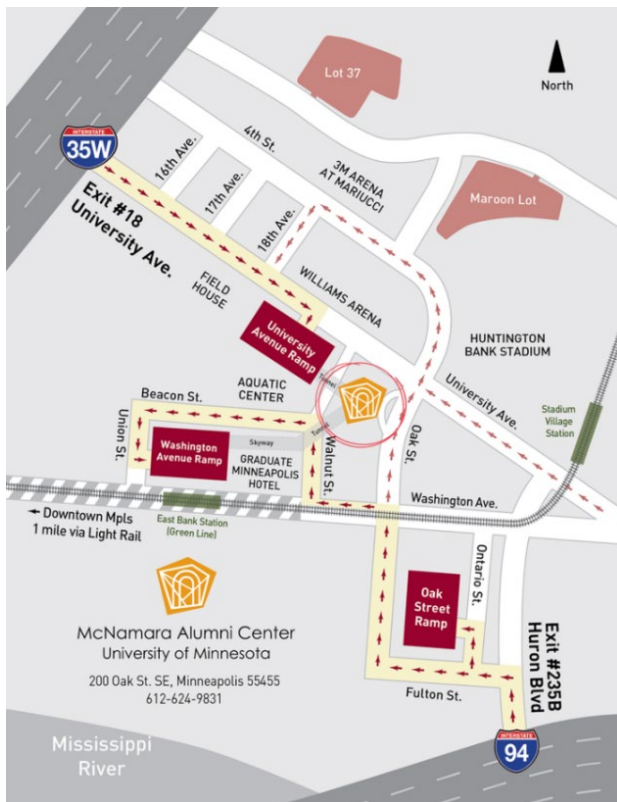 Lot 37
North
INTERSTATE
35W
4th St.
16th Ave.
17th Ave.
18th Ave.
3M ARENA
AT MARIUCCI
Maroon Lot
Exit #18
University Ave.
FIELD
HOUSE
WILLIAMS ARENA
University
Avenue Ramp
HUNTINGTON
BANK STADIUM
University Ave.
Tunnel
AQUATIC
CENTER
Beacon St.
Union St.
Stadium
Village
Station
Oak St.
Washington
Avenue Ramp
Skyway
Tunnel
GRADUATE
MINNEAPOLIS
HOTEL
Walnut St.
Washington Ave.
Downtown Mpls
1 mile via Light Rail
East Bank Station
(Green Line)
Ontario St.
Oak
Street
Ramp
Exit #235B
Huron Blvd
McNamara Alumni Center
University of Minnesota
200 Oak St. SE, Minneapolis 55455
612-624-9831
Fulton St.
Mississippi
River
INTERSTATE
94